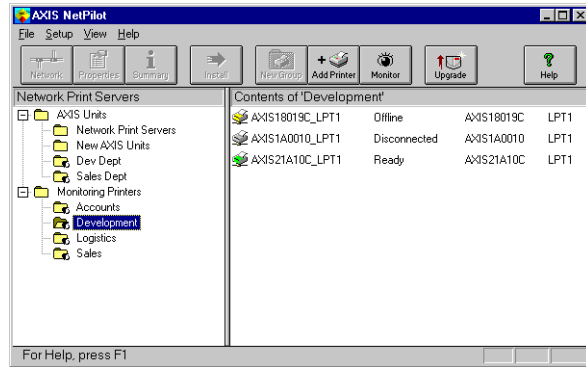 AXIS NetPilot
File Setup View Help
Network Properties Summary Install New Group Add Printer Monitor Upgrade Help
Network Print Servers Contents of 'Development'
AXIS Units
Network Print Servers
New AXIS Units
Dev Dept
Sales Dept
Monitoring Printers
Accounts
Development
Logistics
Sales
AXIS18019C_LPT1 Offline AXIS18019C LPT1
AXIS1A0010_LPT1 Disconnected AXIS1A0010 LPT1
AXIS21A10C_LPT1 Ready AXIS21A10C LPT1
For Help, press F1